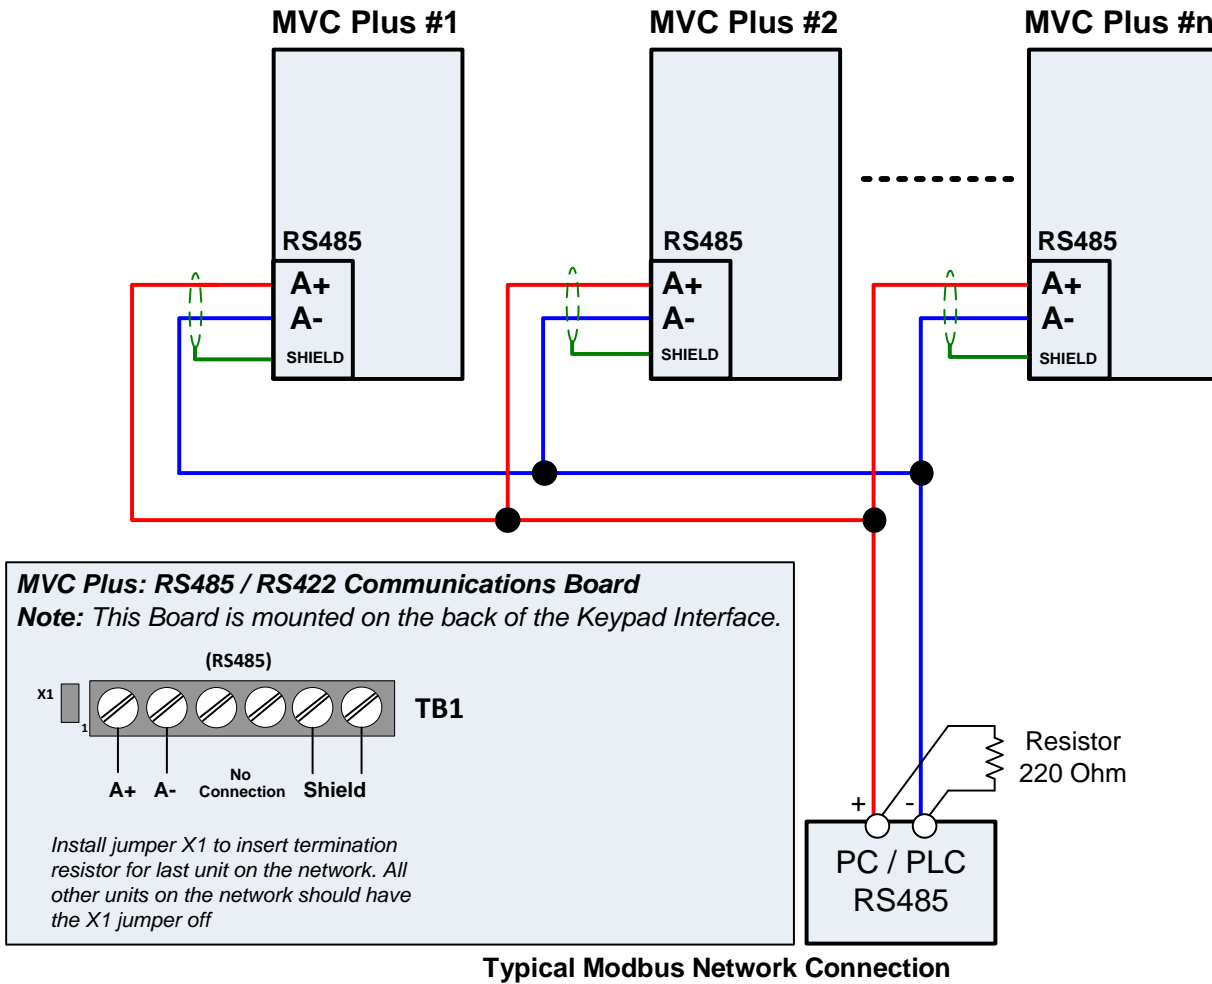 MVC Plus #1
MVC Plus #2
MVC Plus #n
RS485
A+
A-
SHIELD
RS485
A+
A-
SHIELD
RS485
A+
A-
SHIELD
MVC Plus: RS485 / RS422 Communications Board
Note: This Board is mounted on the back of the Keypad Interface.
(RS485)
X1
1
TB1
A+
A-
No
Connection
Shield
Install jumper X1 to insert termination
resistor for last unit on the network. All
other units on the network should have
the X1 jumper off
Resistor
220 Ohm
+
-
PC / PLC
RS485
Typical Modbus Network Connection